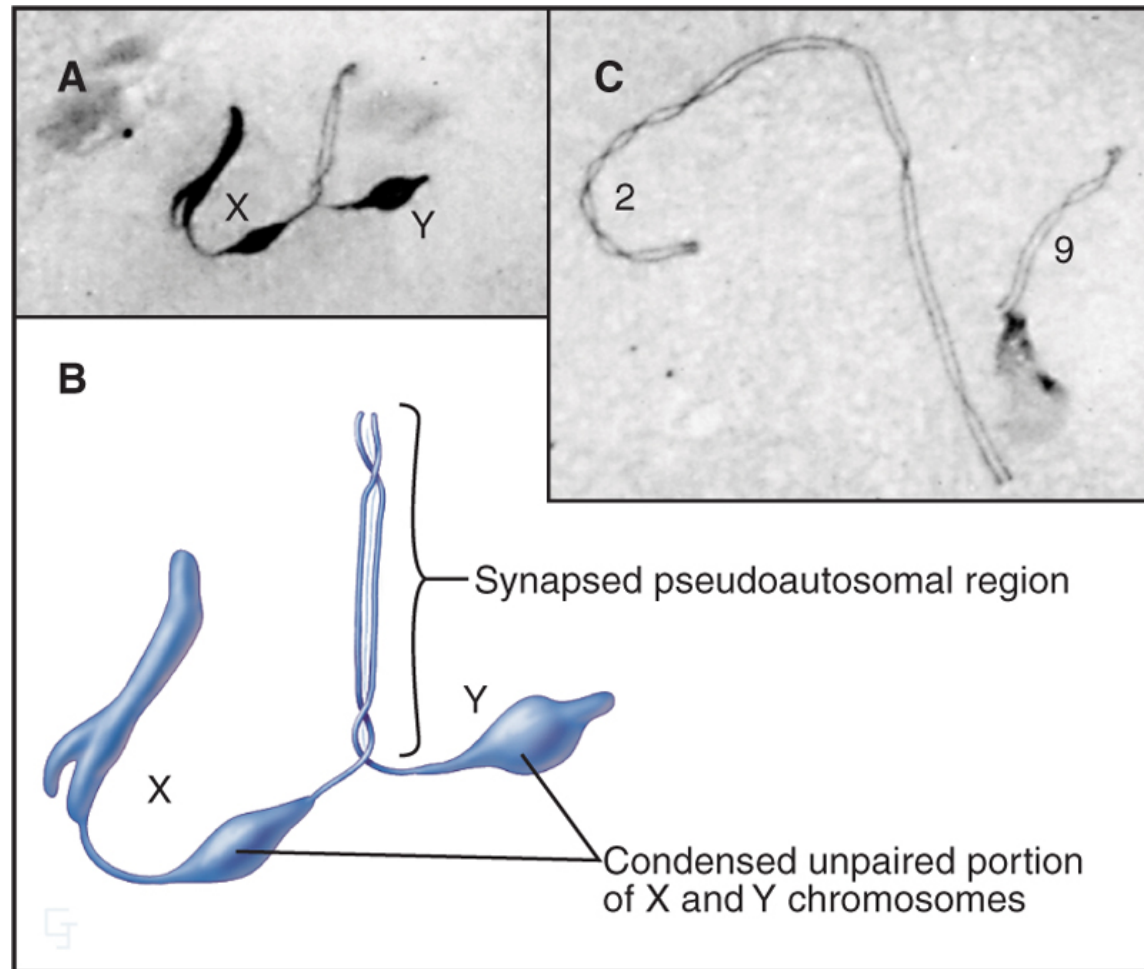 A
X
Y
C
2
9
B
Synapsed pseudoautosomal region
Y
X
Condensed unpaired portion
of X and Y chromosomes